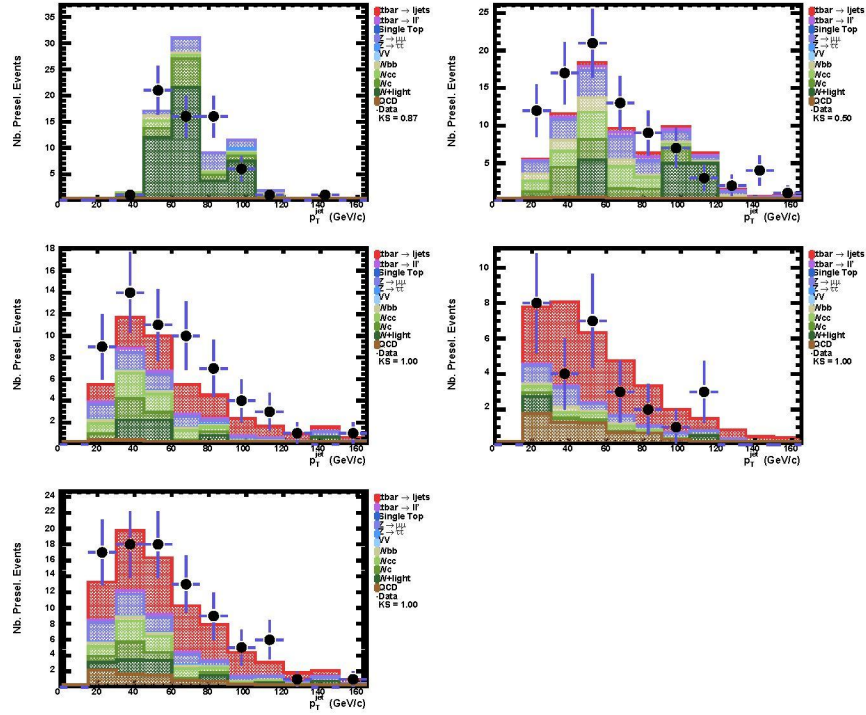 Nb. Presel. Events
35
30
25
20
15
10
5
0 20 40 60 80 100 120 140 160
p_T^jet (GeV/c)
ttbar → ljets
ttbar → ll'
Single Top
Z → μμ
Z → ττ
VV
Wbb
Wcc
Wc
W+light
QCD
Data
KS = 0.87
Nb. Presel. Events
25
20
15
10
5
0 20 40 60 80 100 120 140 160
p_T^jet (GeV/c)
ttbar → ljets
ttbar → ll'
Single Top
Z → μμ
Z → ττ
VV
Wbb
Wcc
Wc
W+light
QCD
Data
KS = 0.50
Nb. Presel. Events
18
16
14
12
10
8
6
4
2
0 20 40 60 80 100 120 140 160
p_T^jet (GeV/c)
ttbar → ljets
ttbar → ll'
Single Top
Z → μμ
Z → ττ
VV
Wbb
Wcc
Wc
W+light
QCD
Data
KS = 1.00
Nb. Presel. Events
10
8
6
4
2
0 20 40 60 80 100 120 140 160
p_T^jet (GeV/c)
ttbar → ljets
ttbar → ll'
Single Top
Z → μμ
Z → ττ
VV
Wbb
Wcc
Wc
W+light
QCD
Data
KS = 1.00
Nb. Presel. Events
24
22
20
18
16
14
12
10
8
6
4
2
0 20 40 60 80 100 120 140 160
p_T^jet (GeV/c)
ttbar → ljets
ttbar → ll'
Single Top
Z → μμ
Z → ττ
VV
Wbb
Wcc
Wc
W+light
QCD
Data
KS = 1.00